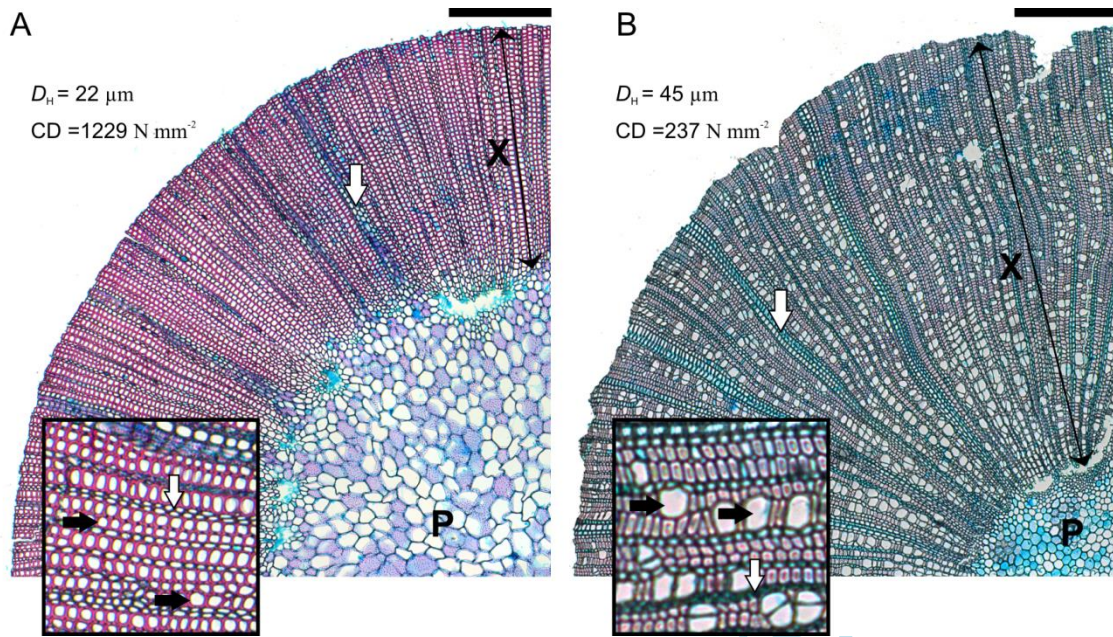 A
D_H = 22 µm
CD =1229 N mm⁻²
X
P
B
D_H = 45 µm
CD =237 N mm⁻²
X
P